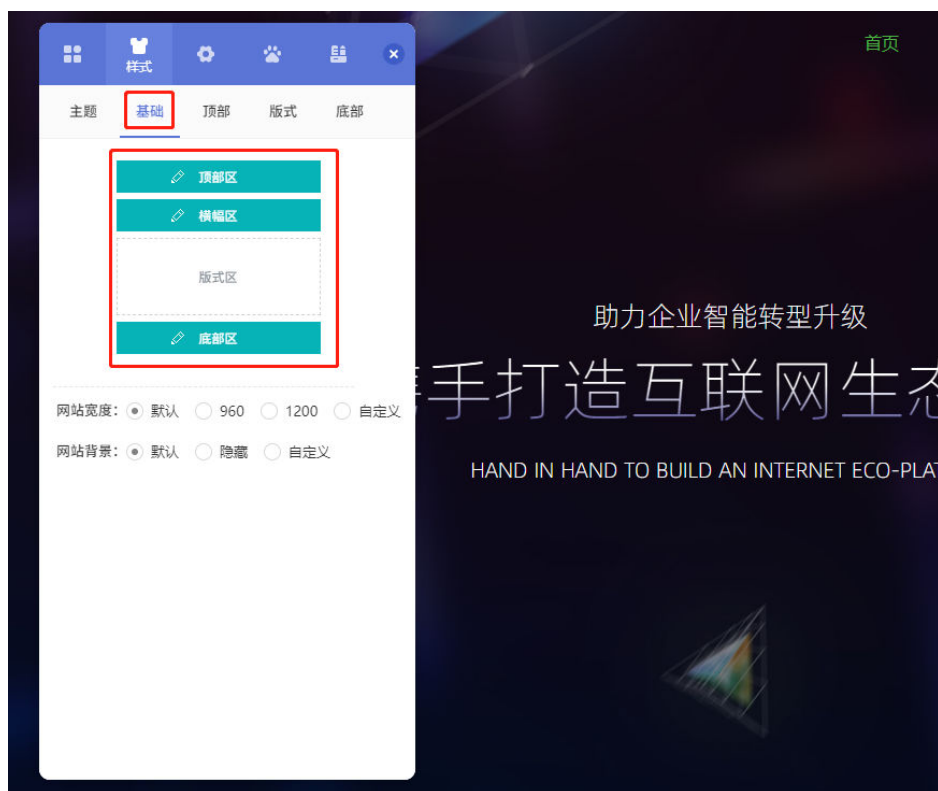 样式
主题 基础 顶部 版式 底部
顶部区
横幅区
版式区
底部区
网站宽度: 默认 960 1200 自定义
网站背景: 默认 隐藏 自定义
首页
助力企业智能转型升级
手打造互联网生态
HAND IN HAND TO BUILD AN INTERNET ECO-PLA